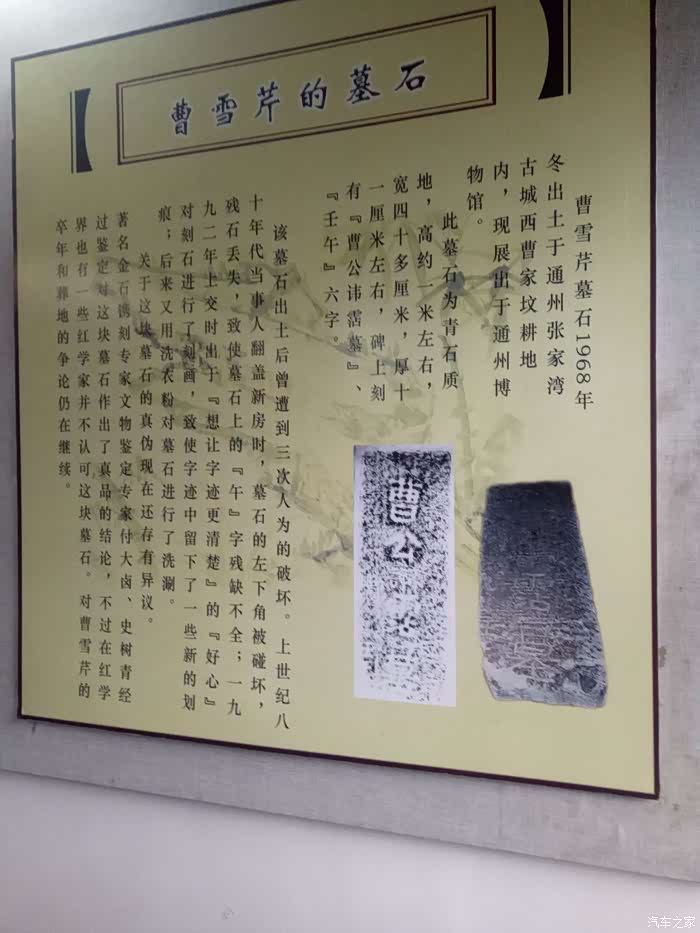 曹雪芹的墓石
曹雪芹墓石1968年
冬出土于通州张家湾
古城西曹家坟耕地
内，现展出于通州博
物馆。
此墓石为青石质
地，高约一米左右，
宽四十多厘米，厚十
一厘米左右，碑上刻
有『曹公讳霑墓』、
『壬午』六字。
该墓石出土后曾遭到三次人为的破坏。上世纪八
十年代当事人翻盖新房时，墓石的左下角被碰坏，
残石丢失，致使墓石上的『午』字残缺不全；一九
九二年上交时出于『想让字迹更清楚』的『好心』
对刻石进行了刻画，致使字迹中留下了一些新的划
痕；后来又用洗衣粉对墓石进行了洗涮。
关于这块墓石的真伪现在还存有异议。
著名金石镌刻专家文物鉴定专家付大卤、史树青经
过鉴定对这块墓石作出了真品的结论，不过在红学
界也有一些红学家并不认可这块墓石。对曹雪芹的
卒年和葬地的争论仍在继续。
曹公
汽车之家